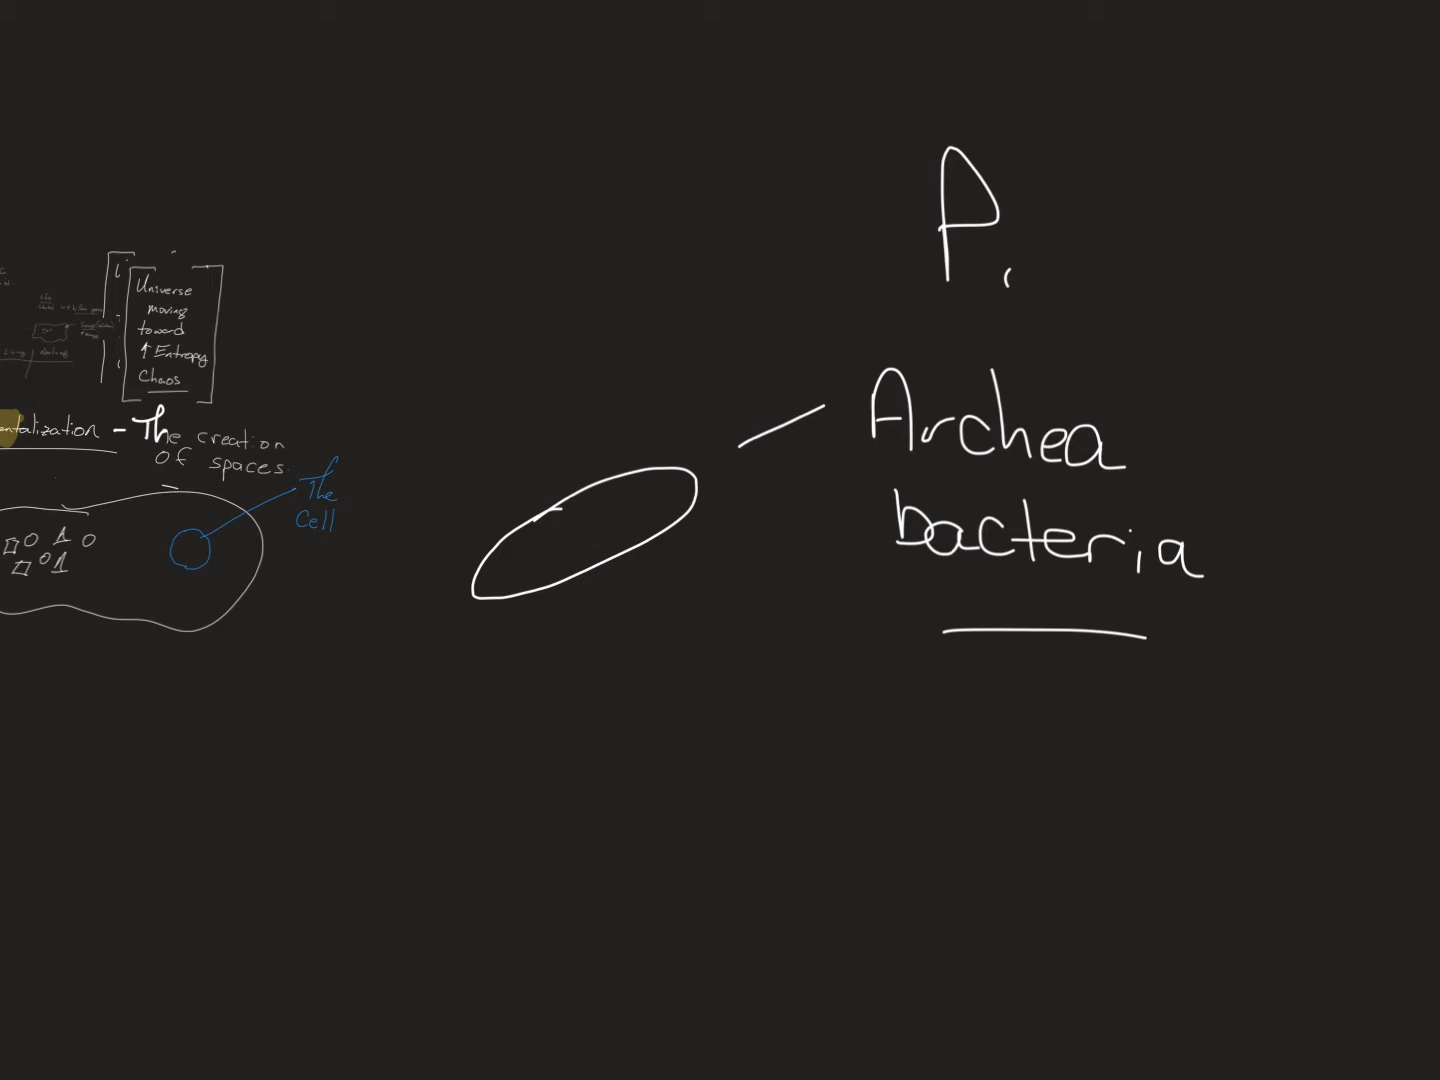 P,
Universe
moving
toward
↑ Entropy
Chaos
entalization - The creation
of spaces
The
Cell
Archea
bacteria